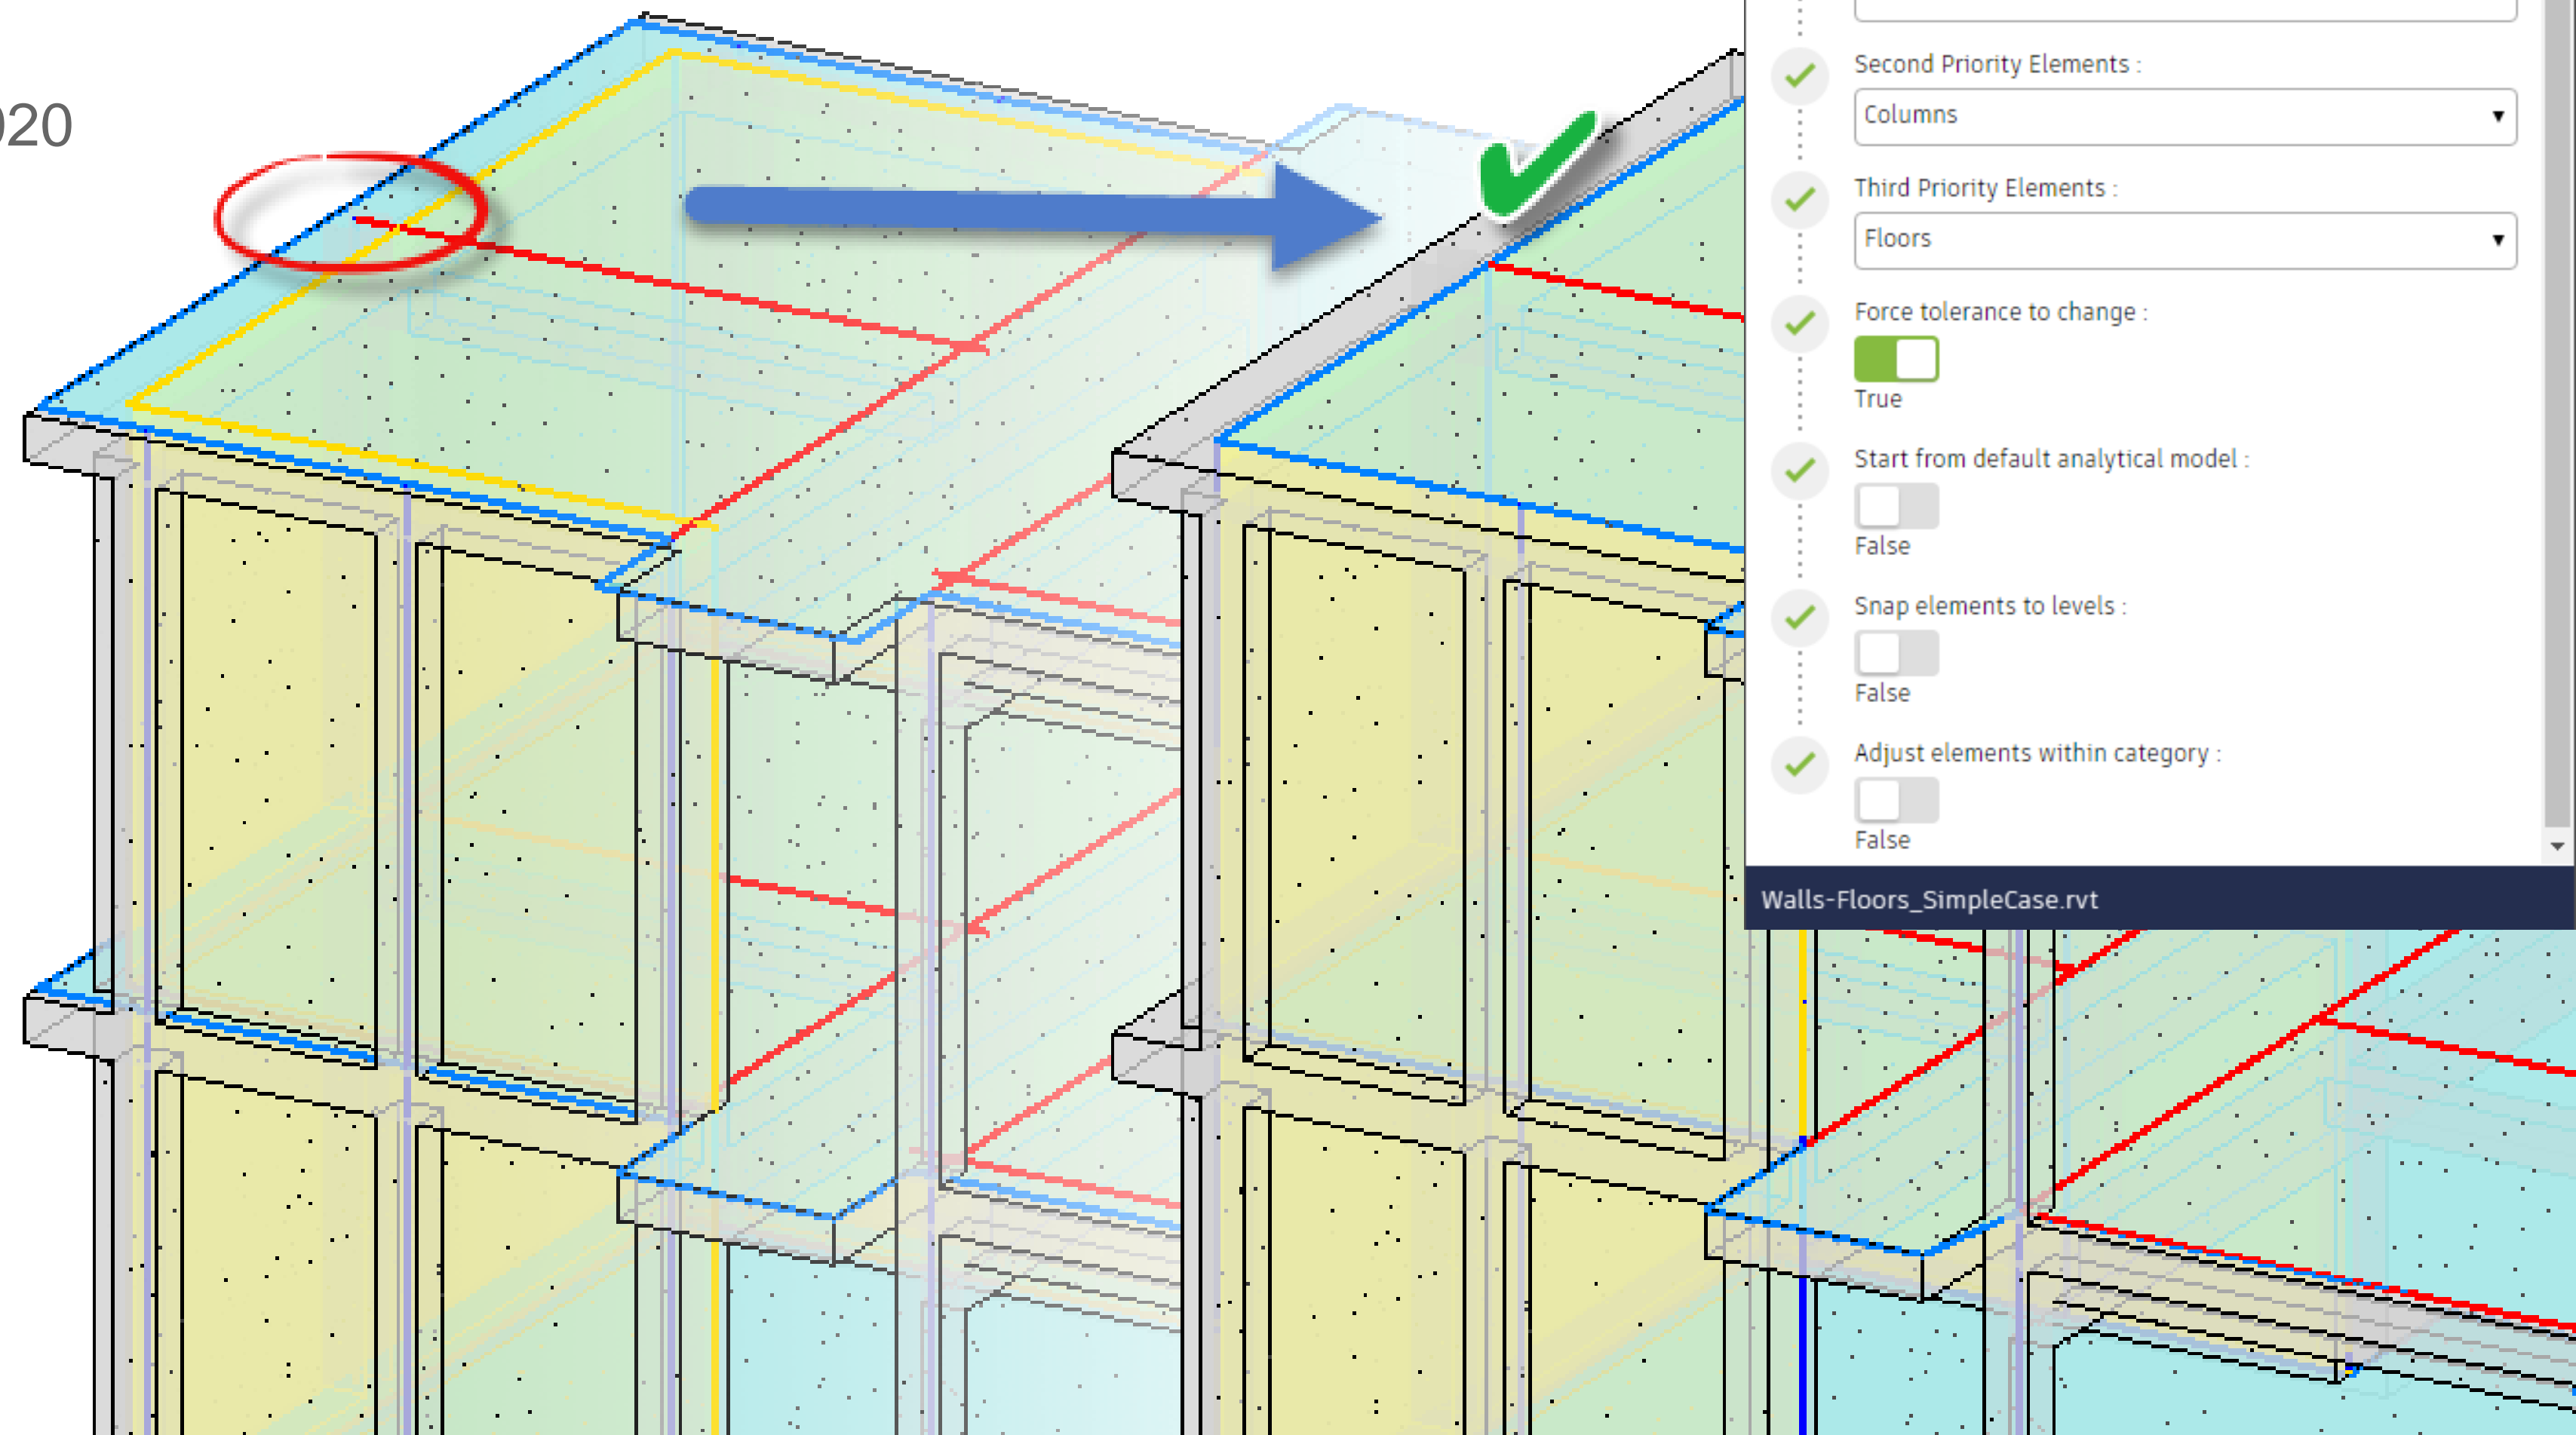 020
Second Priority Elements :
Columns
Third Priority Elements :
Floors
Force tolerance to change :
True
Start from default analytical model :
False
Snap elements to levels :
False
Adjust elements within category :
False
Walls-Floors_SimpleCase.rvt